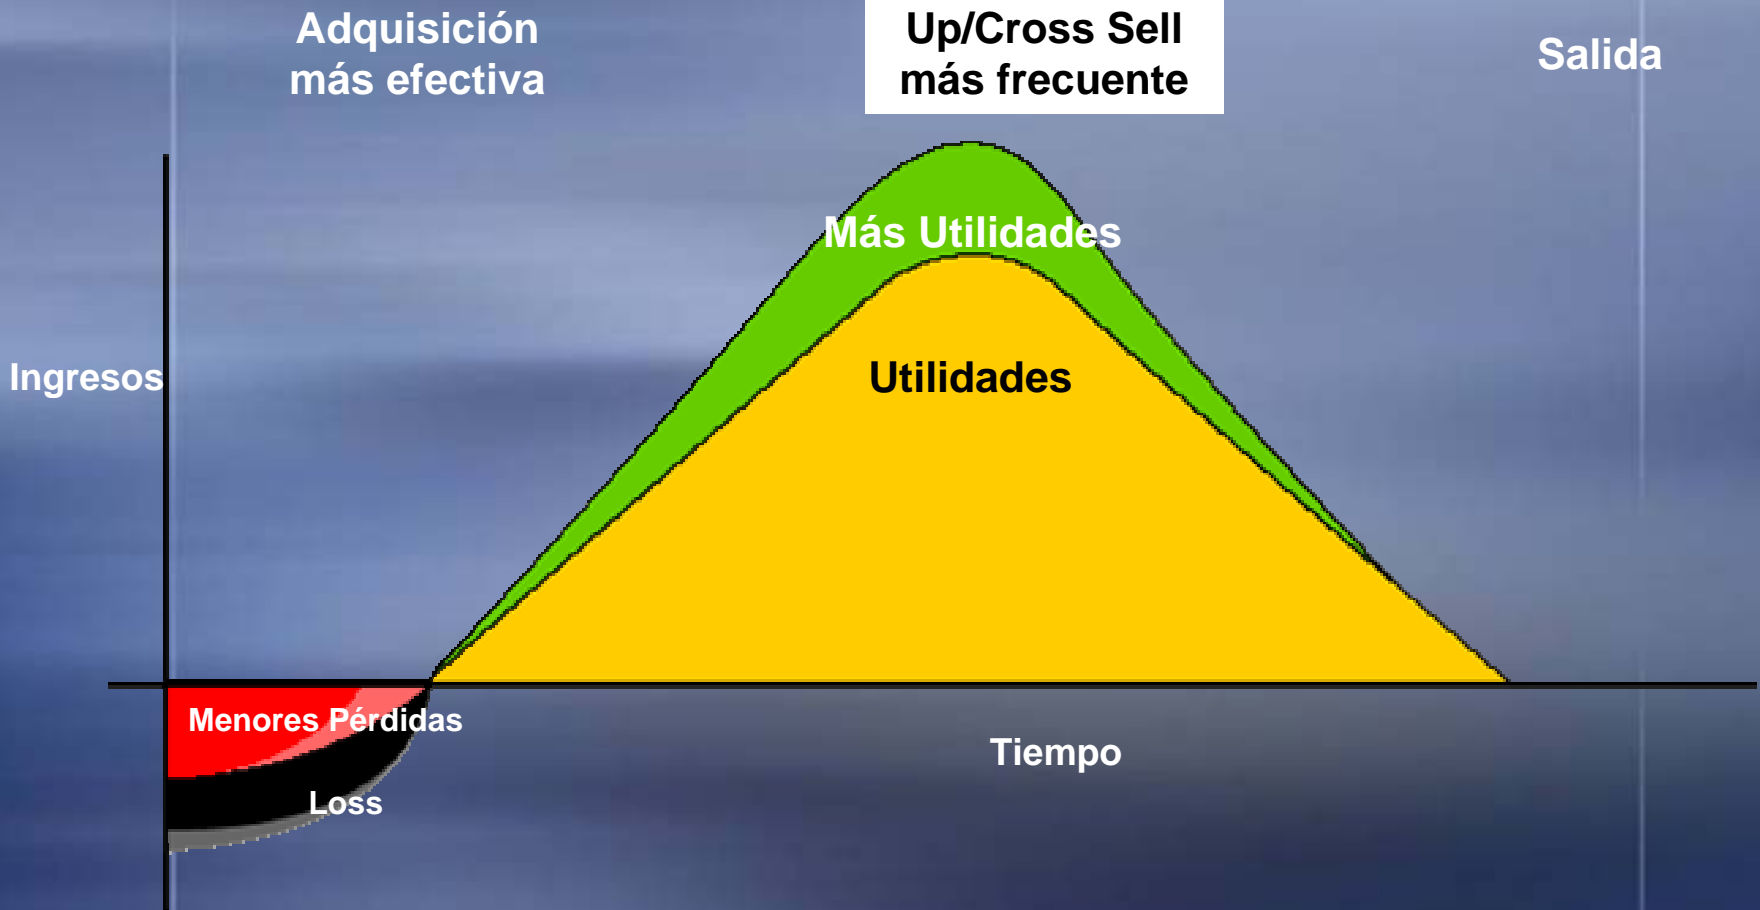 Adquisición
más efectiva
Up/Cross Sell
más frecuente
Salida
Más Utilidades
Ingresos
Utilidades
Menores Pérdidas
Tiempo
Loss